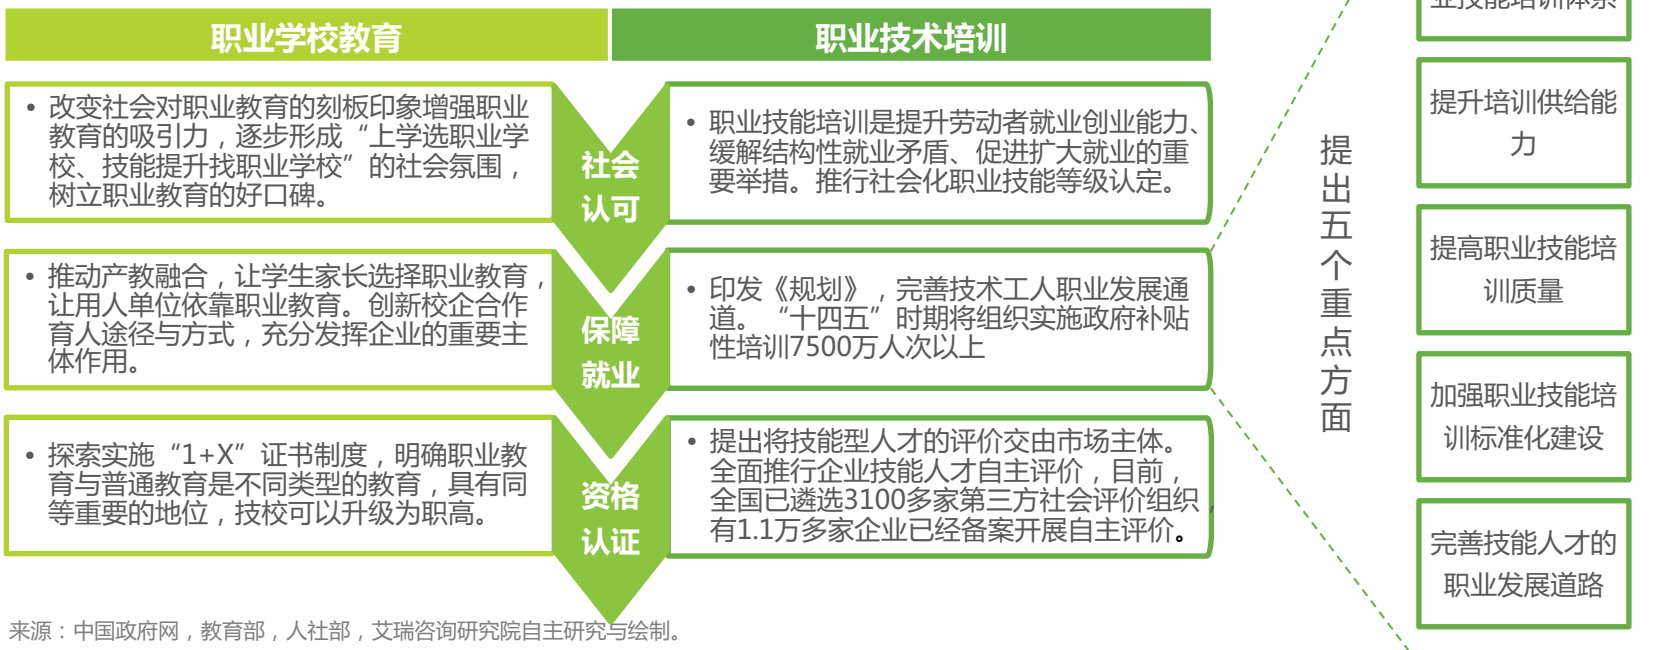 职业学校教育
职业技术培训
• 改变社会对职业教育的刻板印象增强职业
教育的吸引力，逐步形成“上学选职业学
校、技能提升找职业学校”的社会氛围，
树立职业教育的好口碑。
社会
认可
• 职业技能培训是提升劳动者就业创业能力、
缓解结构性就业矛盾、促进扩大就业的重
要举措。推行社会化职业技能等级认定。
• 推动产教融合，让学生家长选择职业教育，
让用人单位依靠职业教育。创新校企合作
育人途径与方式，充分发挥企业的重要主
体作用。
保障
就业
• 印发《规划》，完善技术工人职业发展通
道。“十四五”时期将组织实施政府补贴
性培训7500万人次以上
• 探索实施“1+X”证书制度，明确职业教
育与普通教育是不同类型的教育，具有同
等重要的地位，技校可以升级为职高。
资格
认证
• 提出将技能型人才的评价交由市场主体。
全面推行企业技能人才自主评价，目前，
全国已遴选3100多家第三方社会评价组织，
有1.1万多家企业已经备案开展自主评价。
提
出
五
个
重
点
方
面
业技能培训体系
提升培训供给能
力
提高职业技能培
训质量
加强职业技能培
训标准化建设
完善技能人才的
职业发展道路
来源：中国政府网，教育部，人社部，艾瑞咨询研究院自主研究与绘制。